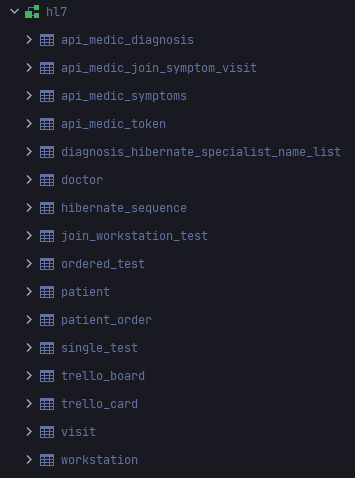 hl7
api_medic_diagnosis
api_medic_join_symptom_visit
api_medic_symptoms
api_medic_token
diagnosis_hibernate_specialist_name_list
doctor
hibernate_sequence
join_workstation_test
ordered_test
patient
patient_order
single_test
trello_board
trello_card
visit
workstation